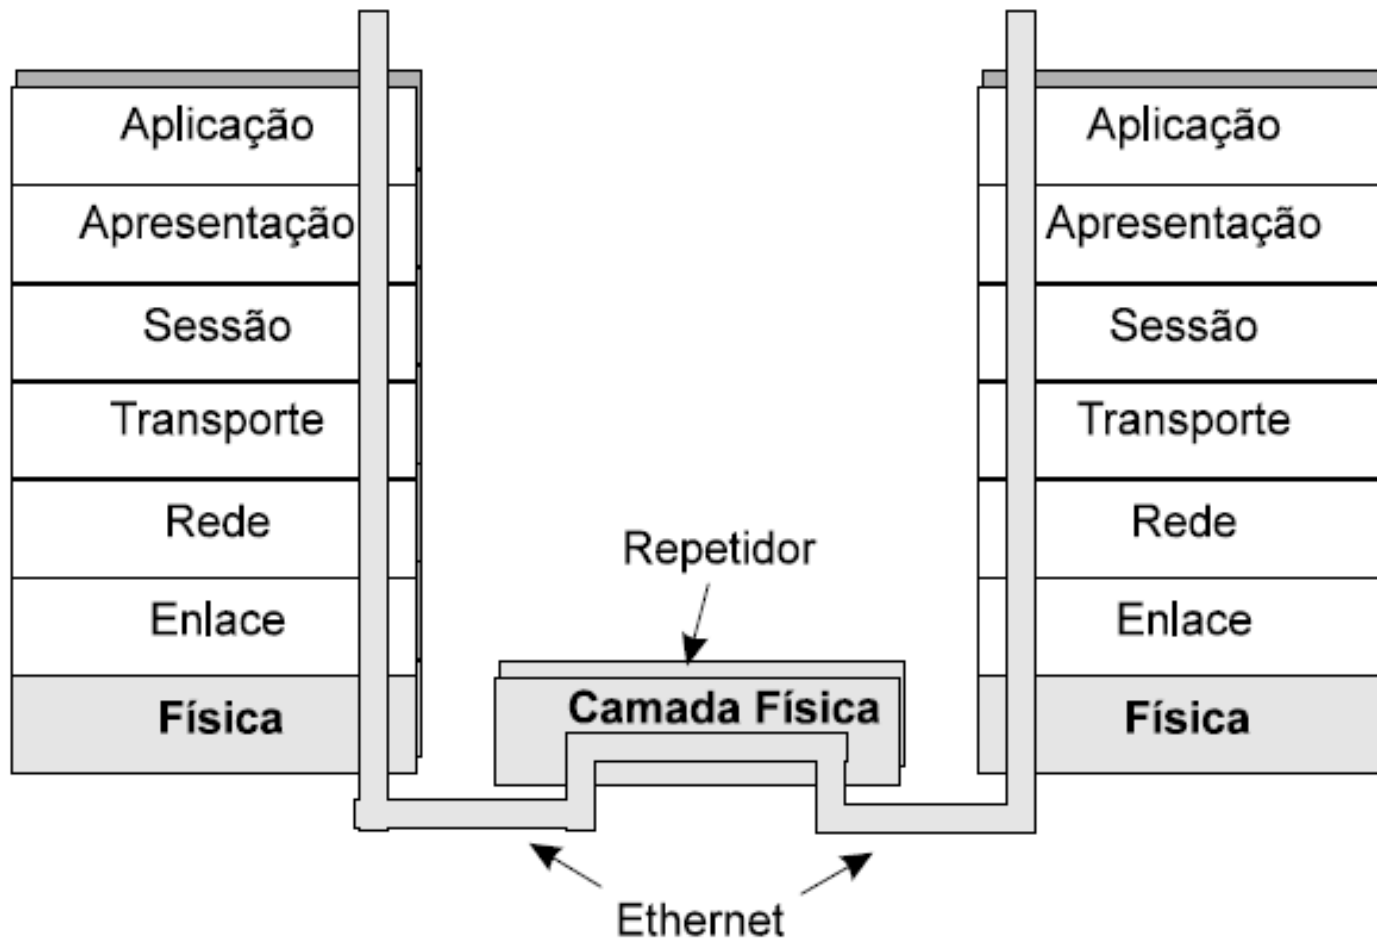 Aplicação
Apresentação
Sessão
Transporte
Rede
Enlace
Física
Repetidor
Camada Física
Ethernet
Aplicação
Apresentação
Sessão
Transporte
Rede
Enlace
Física